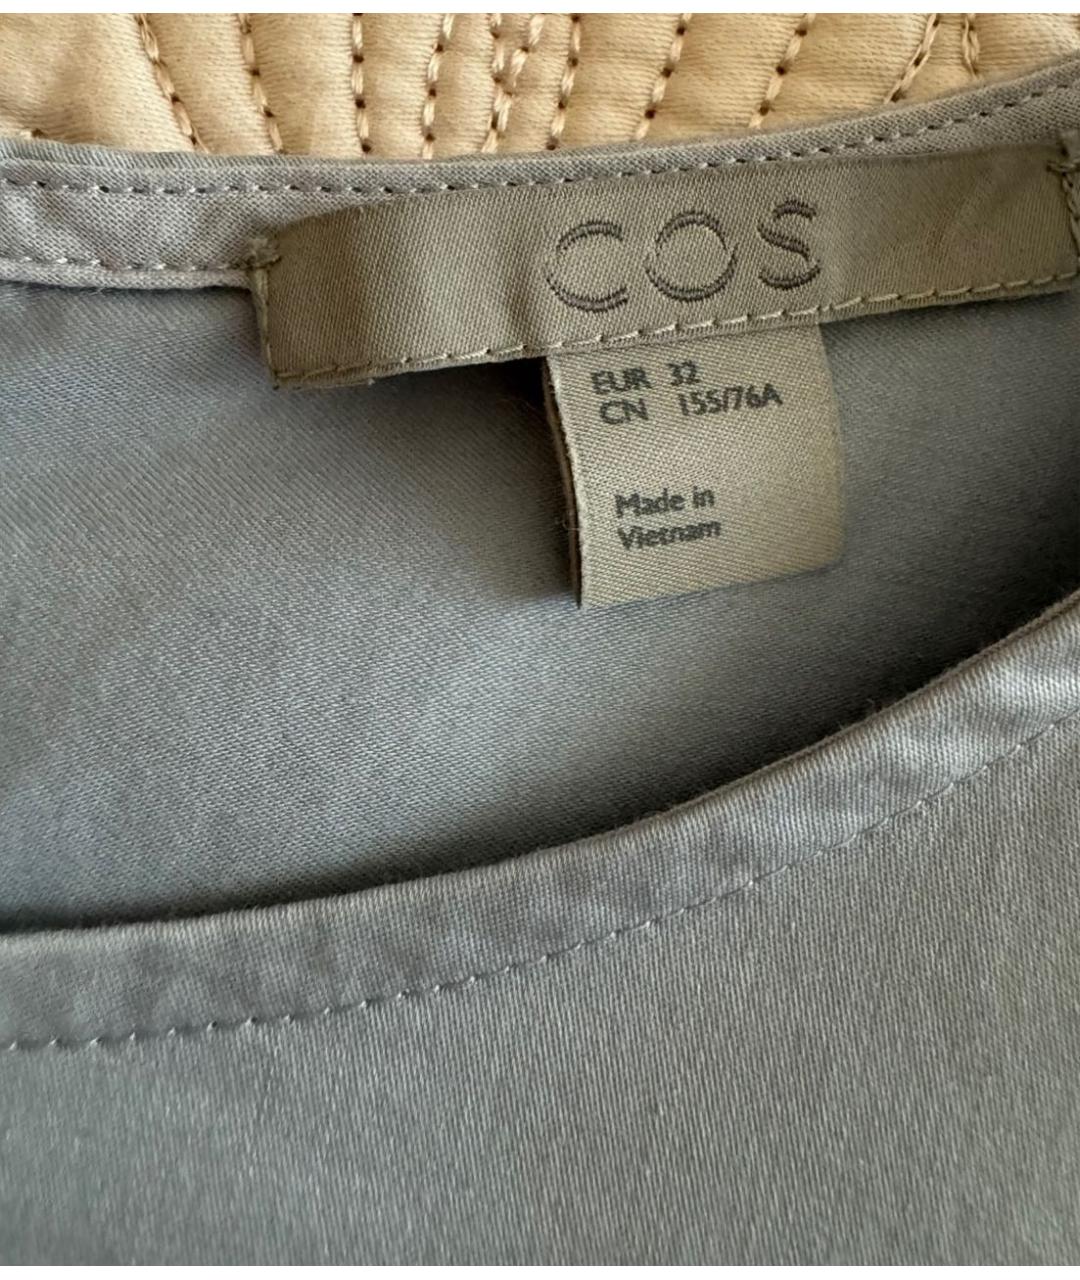 COS
EUR 32
CN 155/76A
Made in
Vietnam